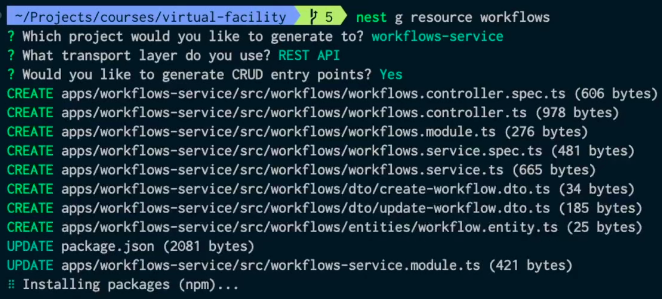 ~/Projects/courses/virtual-facility 5 nest g resource workflows
? Which project would you like to generate to? workflows-service
? What transport layer do you use? REST API
? Would you like to generate CRUD entry points? Yes
CREATE apps/workflows-service/src/workflows/workflows.controller.spec.ts (606 bytes)
CREATE apps/workflows-service/src/workflows/workflows.controller.ts (978 bytes)
CREATE apps/workflows-service/src/workflows/workflows.module.ts (276 bytes)
CREATE apps/workflows-service/src/workflows/workflows.service.spec.ts (481 bytes)
CREATE apps/workflows-service/src/workflows/workflows.service.ts (665 bytes)
CREATE apps/workflows-service/src/workflows/dto/create-workflow.dto.ts (34 bytes)
CREATE apps/workflows-service/src/workflows/dto/update-workflow.dto.ts (185 bytes)
CREATE apps/workflows-service/src/workflows/entities/workflow.entity.ts (25 bytes)
UPDATE package.json (2081 bytes)
UPDATE apps/workflows-service/src/workflows-service.module.ts (421 bytes)
⠿ Installing packages (npm)...